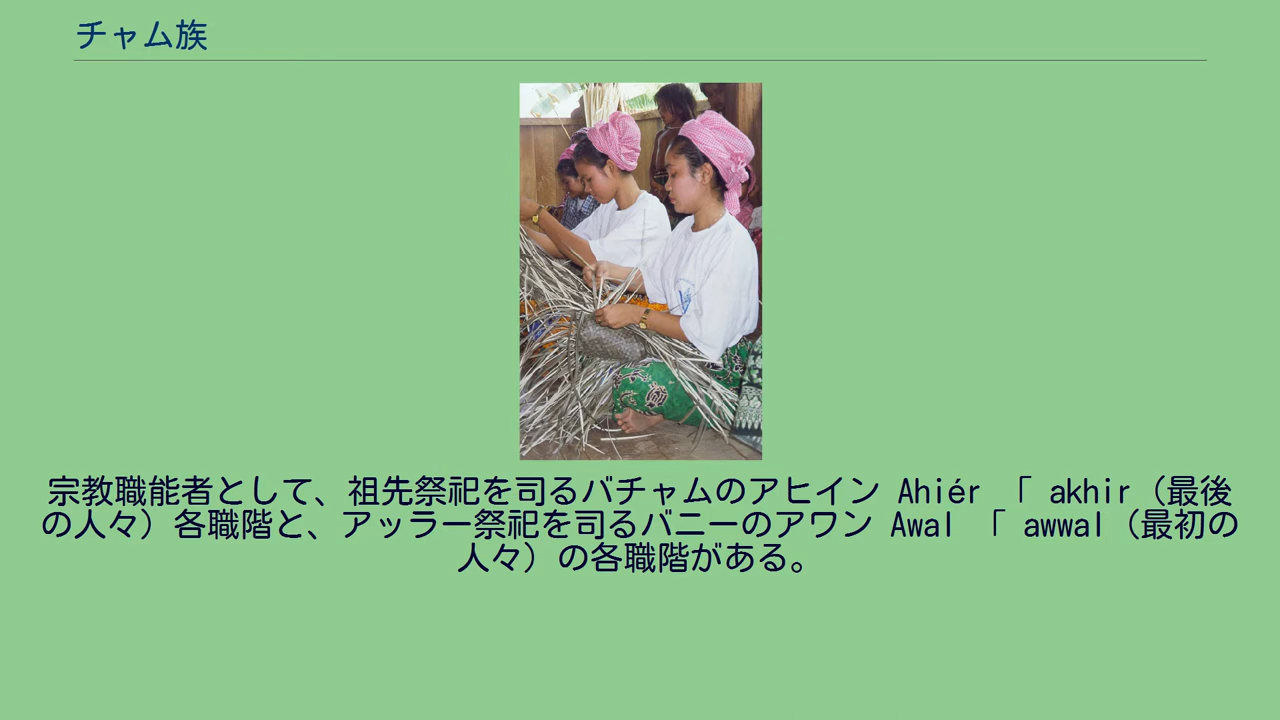 チャム族
宗教職能者として、祖先祭祀を司るバチャムのアヒイン Ahiér 「 akhir（最後
の人々）各職階と、アッラー祭祀を司るバニーのアワン Awal 「 awwal（最初の
人々）の各職階がある。